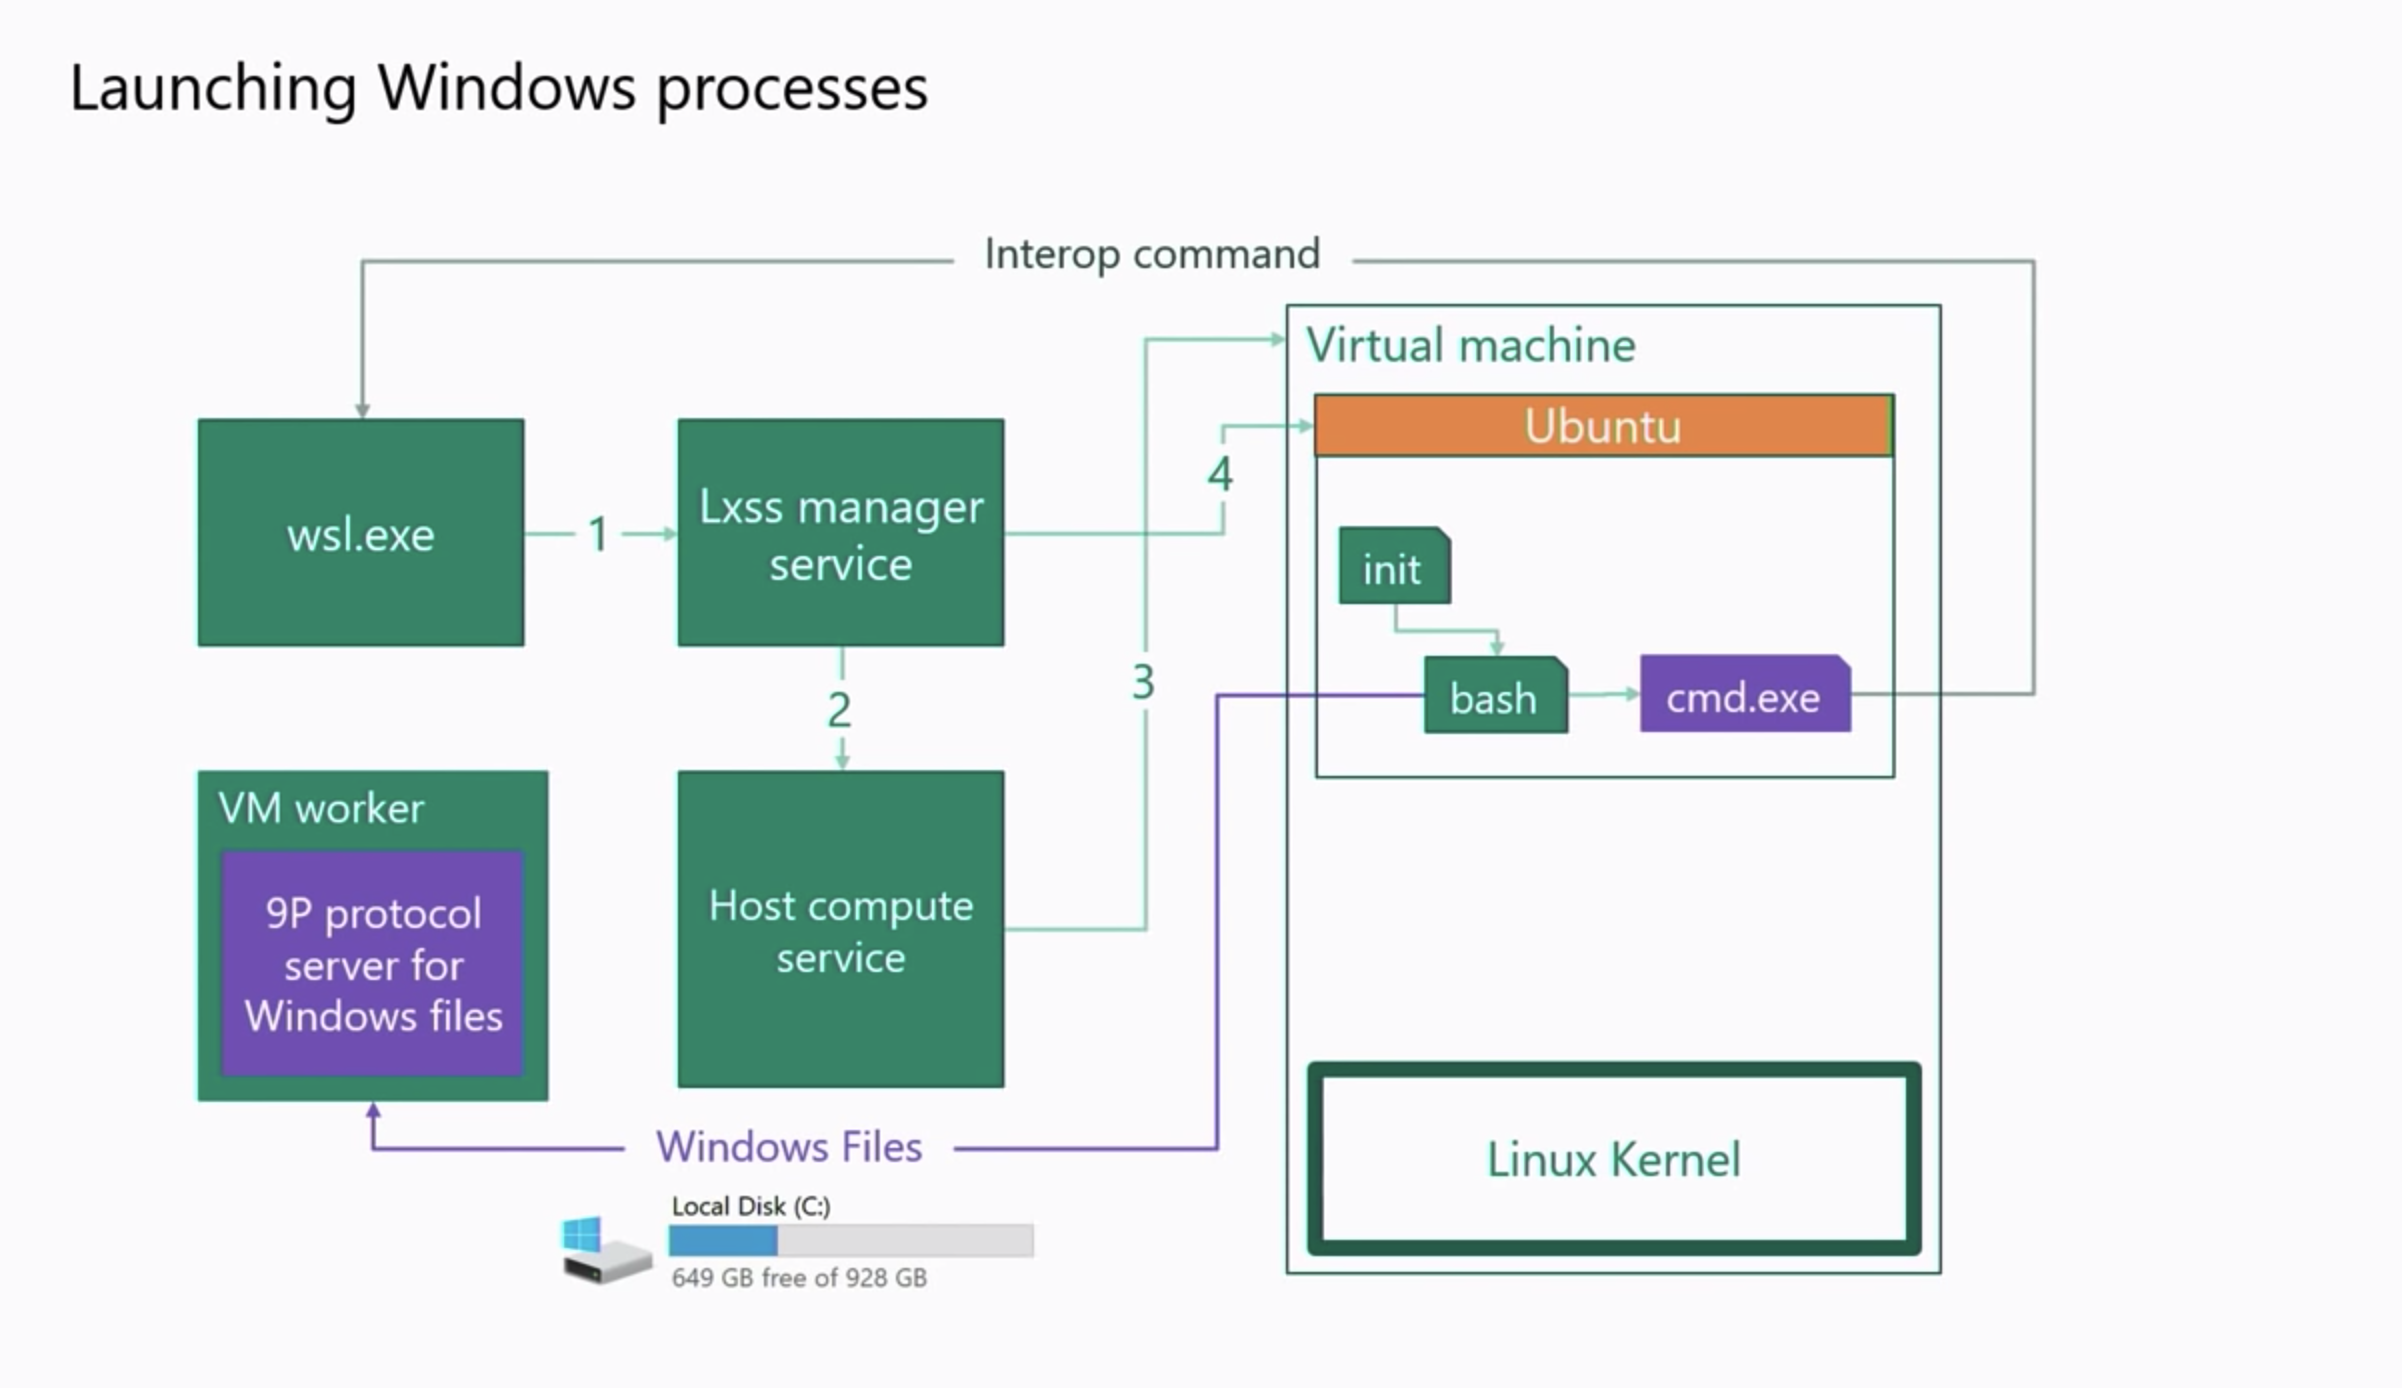 Launching Windows processes
Interop command
Virtual machine
Ubuntu
4
wsl.exe
1
Lxss manager
service
init
3
bash
cmd.exe
2
VM worker
9P protocol
server for
Windows files
Host compute
service
Windows Files
Linux Kernel
Local Disk (C:)
649 GB free of 928 GB